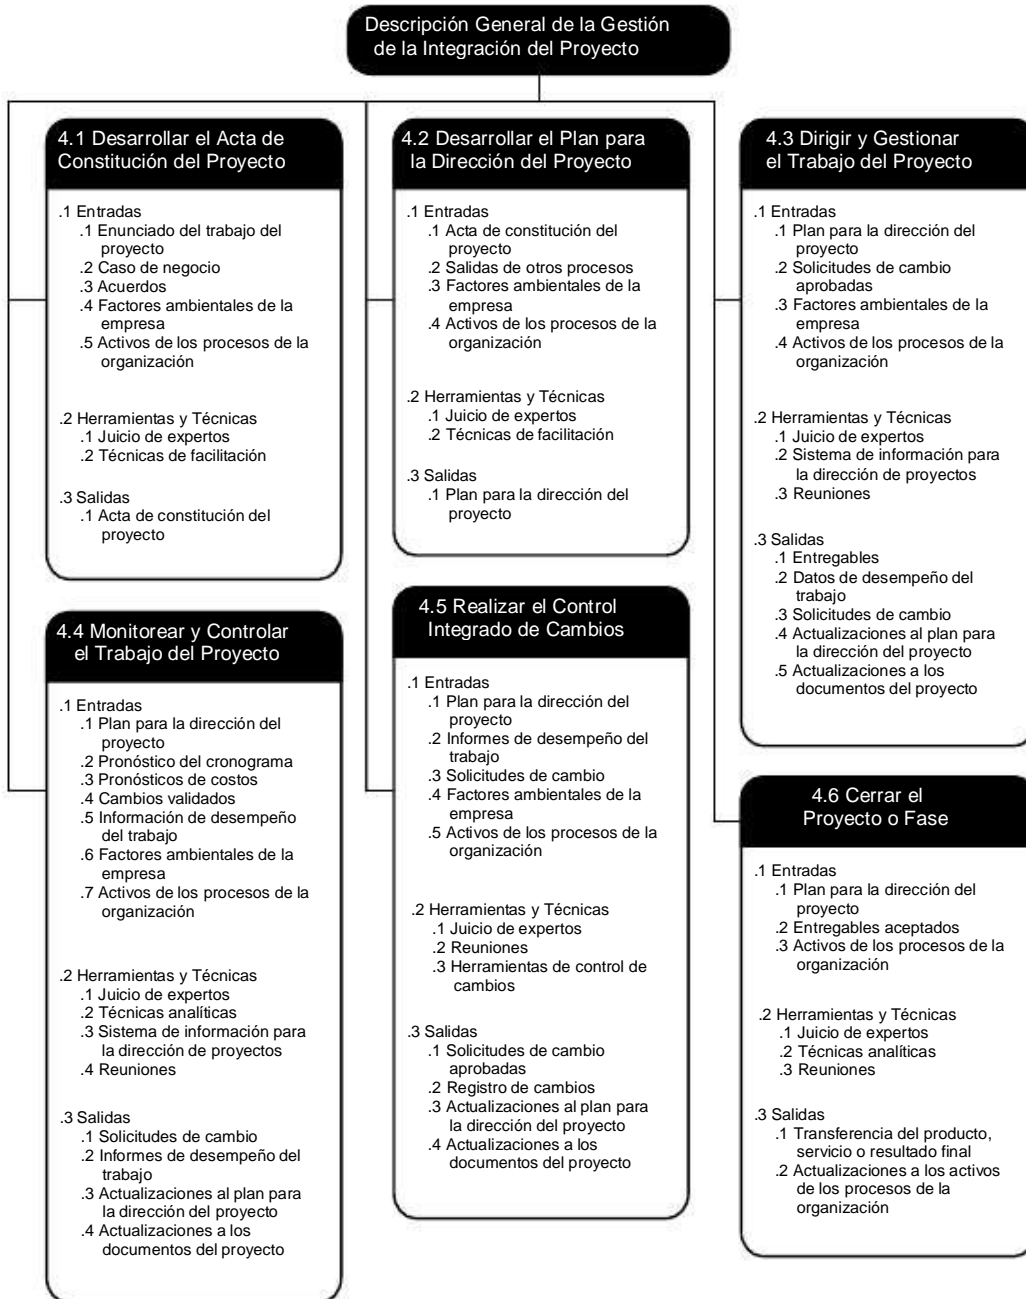 Descripción General de la Gestión
de la Integración del Proyecto
4.1 Desarrollar el Acta de
Constitución del Proyecto
.1 Entradas
.1 Enunciado del trabajo del
proyecto
.2 Caso de negocio
.3 Acuerdos
.4 Factores ambientales de la
empresa
.5 Activos de los procesos de la
organización
.2 Herramientas y Técnicas
.1 Juicio de expertos
.2 Técnicas de facilitación
.3 Salidas
.1 Acta de constitución del
proyecto
4.2 Desarrollar el Plan para
la Dirección del Proyecto
.1 Entradas
.1 Acta de constitución del
proyecto
.2 Salidas de otros procesos
.3 Factores ambientales de la
empresa
.4 Activos de los procesos de la
organización
.2 Herramientas y Técnicas
.1 Juicio de expertos
.2 Técnicas de facilitación
.3 Salidas
.1 Plan para la dirección del
proyecto
4.3 Dirigir y Gestionar
el Trabajo del Proyecto
.1 Entradas
.1 Plan para la dirección del
proyecto
.2 Solicitudes de cambio
aprobadas
.3 Factores ambientales de la
empresa
.4 Activos de los procesos de la
organización
.2 Herramientas y Técnicas
.1 Juicio de expertos
.2 Sistema de información para
la dirección de proyectos
.3 Reuniones
.3 Salidas
.1 Entregables
.2 Datos de desempeño del
trabajo
.3 Solicitudes de cambio
.4 Actualizaciones al plan para
la dirección del proyecto
.5 Actualizaciones a los
documentos del proyecto
4.4 Monitorear y Controlar
el Trabajo del Proyecto
.1 Entradas
.1 Plan para la dirección del
proyecto
.2 Pronóstico del cronograma
.3 Pronósticos de costos
.4 Cambios validados
.5 Información de desempeño
del trabajo
.6 Factores ambientales de la
empresa
.7 Activos de los procesos de la
organización
.2 Herramientas y Técnicas
.1 Juicio de expertos
.2 Técnicas analíticas
.3 Sistema de información para
la dirección de proyectos
.4 Reuniones
.3 Salidas
.1 Solicitudes de cambio
.2 Informes de desempeño del
trabajo
.3 Actualizaciones al plan para
la dirección del proyecto
.4 Actualizaciones a los
documentos del proyecto
4.5 Realizar el Control
Integrado de Cambios
.1 Entradas
.1 Plan para la dirección del
proyecto
.2 Informes de desempeño del
trabajo
.3 Solicitudes de cambio
.4 Factores ambientales de la
empresa
.5 Activos de los procesos de la
organización
.2 Herramientas y Técnicas
.1 Juicio de expertos
.2 Reuniones
.3 Herramientas de control de
cambios
.3 Salidas
.1 Solicitudes de cambio
aprobadas
.2 Registro de cambios
.3 Actualizaciones al plan para
la dirección del proyecto
.4 Actualizaciones a los
documentos del proyecto
4.6 Cerrar el
Proyecto o Fase
.1 Entradas
.1 Plan para la dirección del
proyecto
.2 Entregables aceptados
.3 Activos de los procesos de la
organización
.2 Herramientas y Técnicas
.1 Juicio de expertos
.2 Técnicas analíticas
.3 Reuniones
.3 Salidas
.1 Transferencia del producto,
servicio o resultado final
.2 Actualizaciones a los activos
de los procesos de la
organización